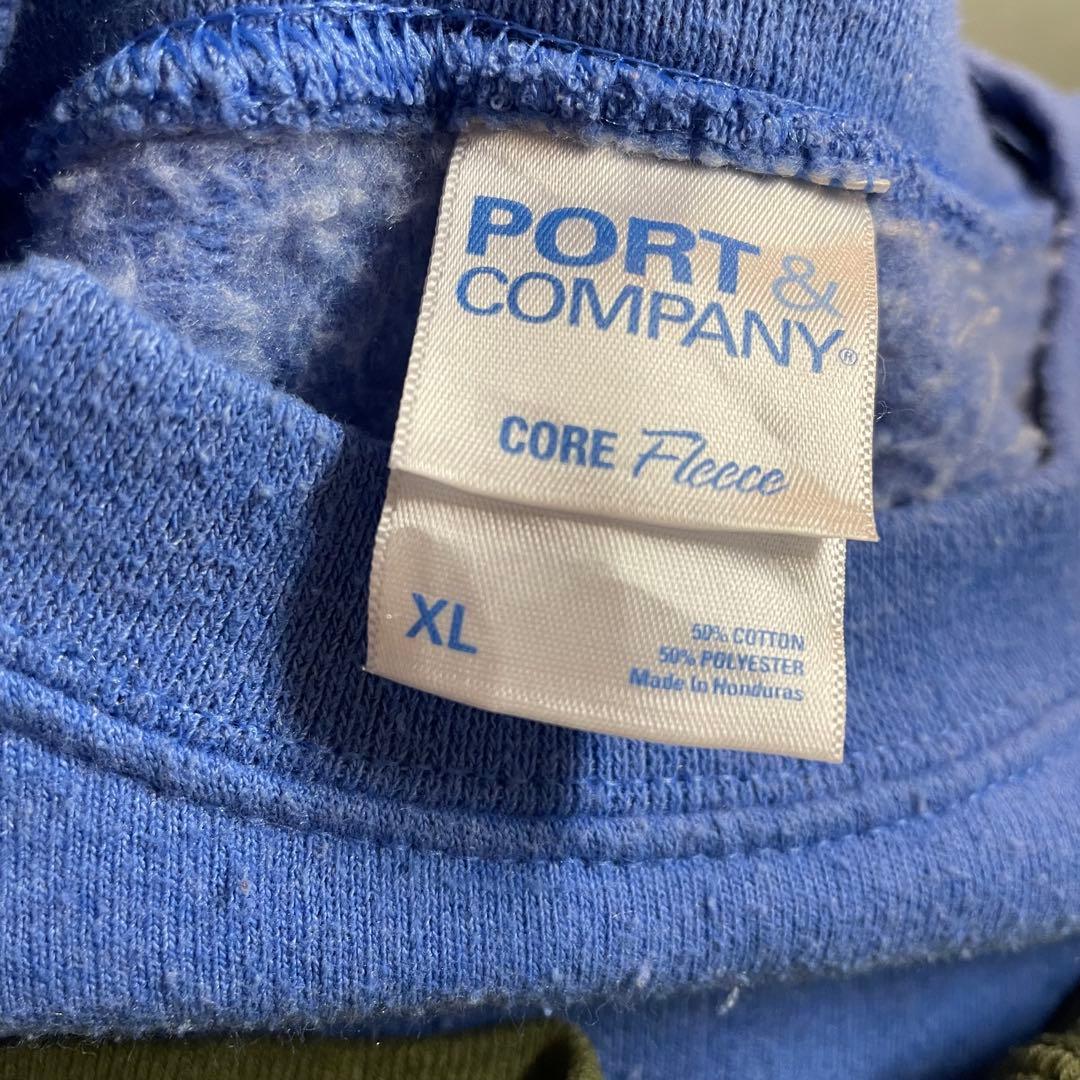 PORT &
COMPANY®
CORE Fleece
XL
50% COTTON
50% POLYESTER
Made In Honduras